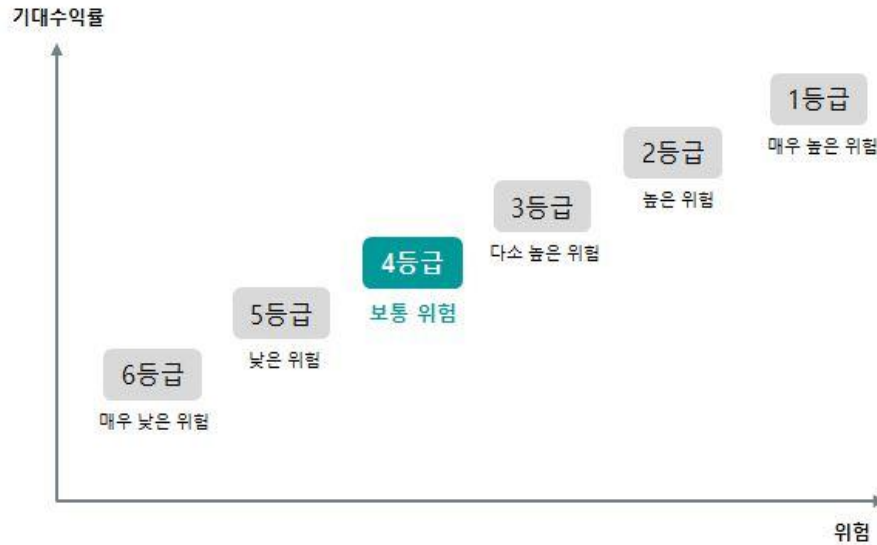 기대수익률
1등급
매우 높은 위험
2등급
높은 위험
3등급
다소 높은 위험
4등급
보통 위험
5등급
낮은 위험
6등급
매우 낮은 위험
위험